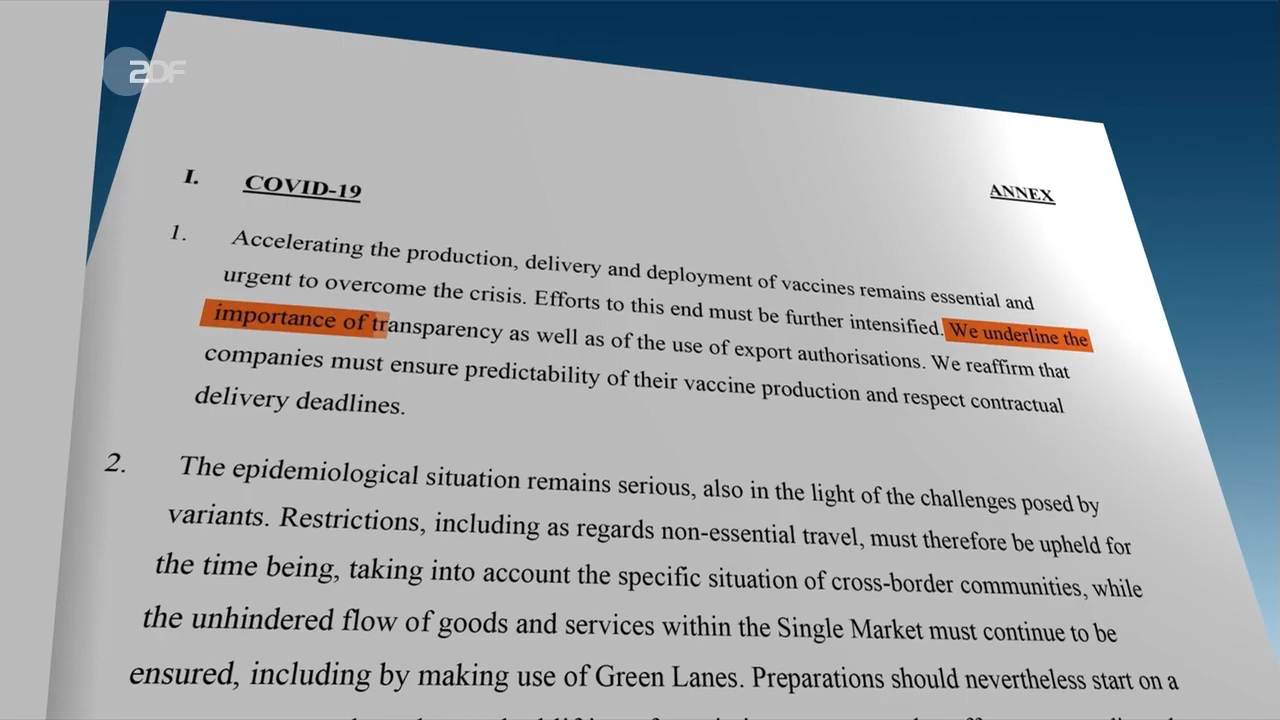 ZDF
I. COVID-19 ANNEX
1. Accelerating the production, delivery and deployment of vaccines remains essential and
urgent to overcome the crisis. Efforts to this end must be further intensified. We underline the
importance of transparency as well as of the use of export authorisations. We reaffirm that
companies must ensure predictability of their vaccine production and respect contractual
delivery deadlines.
2. The epidemiological situation remains serious, also in the light of the challenges posed by
variants. Restrictions, including as regards non-essential travel, must therefore be upheld for
the time being, taking into account the specific situation of cross-border communities, while
the unhindered flow of goods and services within the Single Market must continue to be
ensured, including by making use of Green Lanes. Preparations should nevertheless start on a